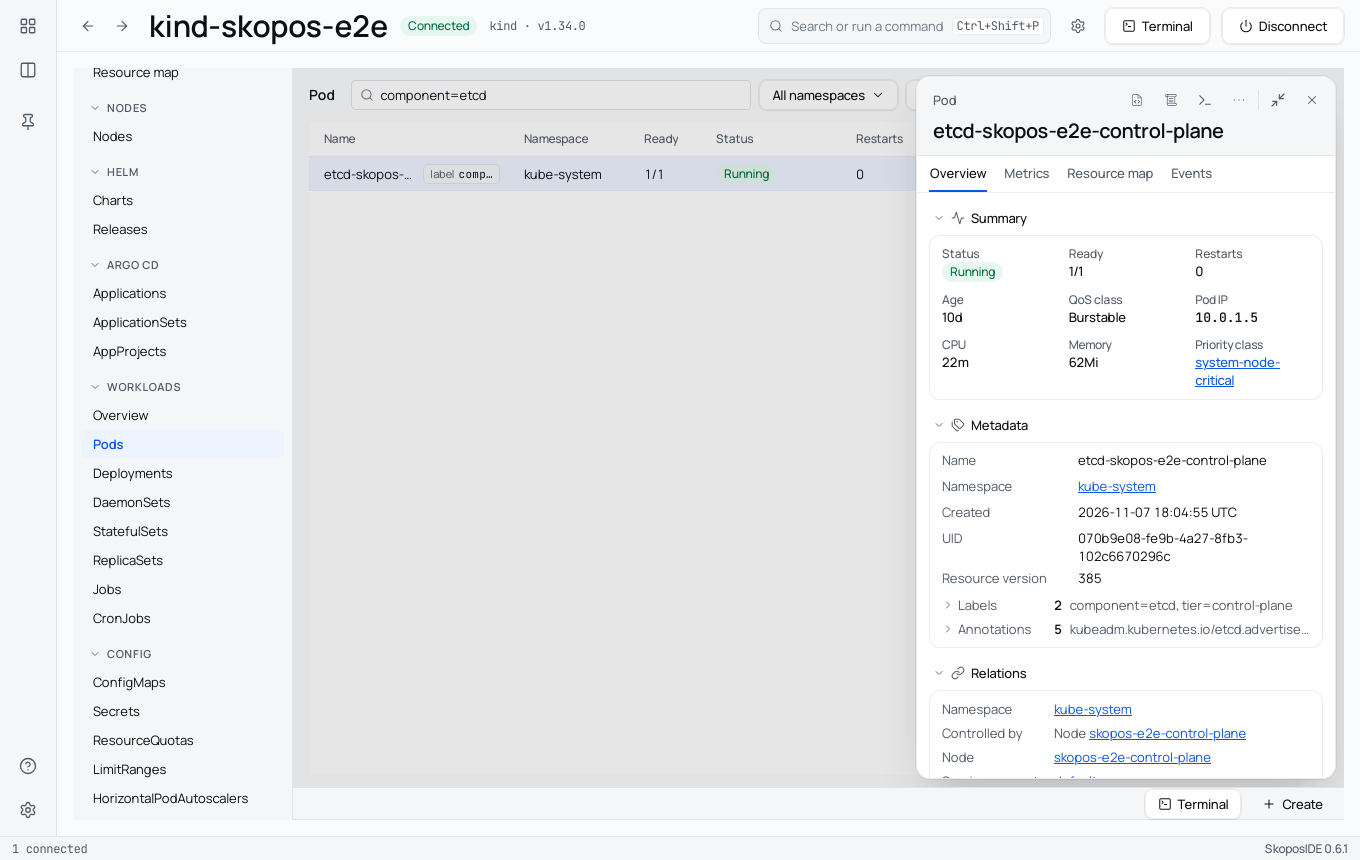 kind-skopos-e2e
Connected
kind · v1.34.0
Search or run a command
Ctrl+Shift+P
Terminal
Disconnect
Resource map
NODES
Nodes
HELM
Charts
Releases
ARGO CD
Applications
ApplicationSets
AppProjects
WORKLOADS
Overview
Pods
Deployments
DaemonSets
StatefulSets
ReplicaSets
Jobs
CronJobs
CONFIG
ConfigMaps
Secrets
ResourceQuotas
LimitRanges
HorizontalPodAutoscalers
Pod
component=etcd
All namespaces
Name Namespace Ready Status Restarts
etcd-skopos-… label comp… kube-system 1/1 Running 0
Pod
etcd-skopos-e2e-control-plane
Overview Metrics Resource map Events
Summary
Status Ready Restarts
Running 1/1 0
Age QoS class Pod IP
10d Burstable 10.0.1.5
CPU Memory Priority class
22m 62Mi system-node-
critical
Metadata
Name etcd-skopos-e2e-control-plane
Namespace kube-system
Created 2026-11-07 18:04:55 UTC
UID 070b9e08-fe9b-4a27-8fb3-
102c6670296c
Resource version 385
Labels 2 component=etcd, tier=control-plane
Annotations 5 kubeadm.kubernetes.io/etcd.advertise…
Relations
Namespace kube-system
Controlled by Node skopos-e2e-control-plane
Node skopos-e2e-control-plane
Terminal
Create
1 connected
SkoposIDE 0.6.1